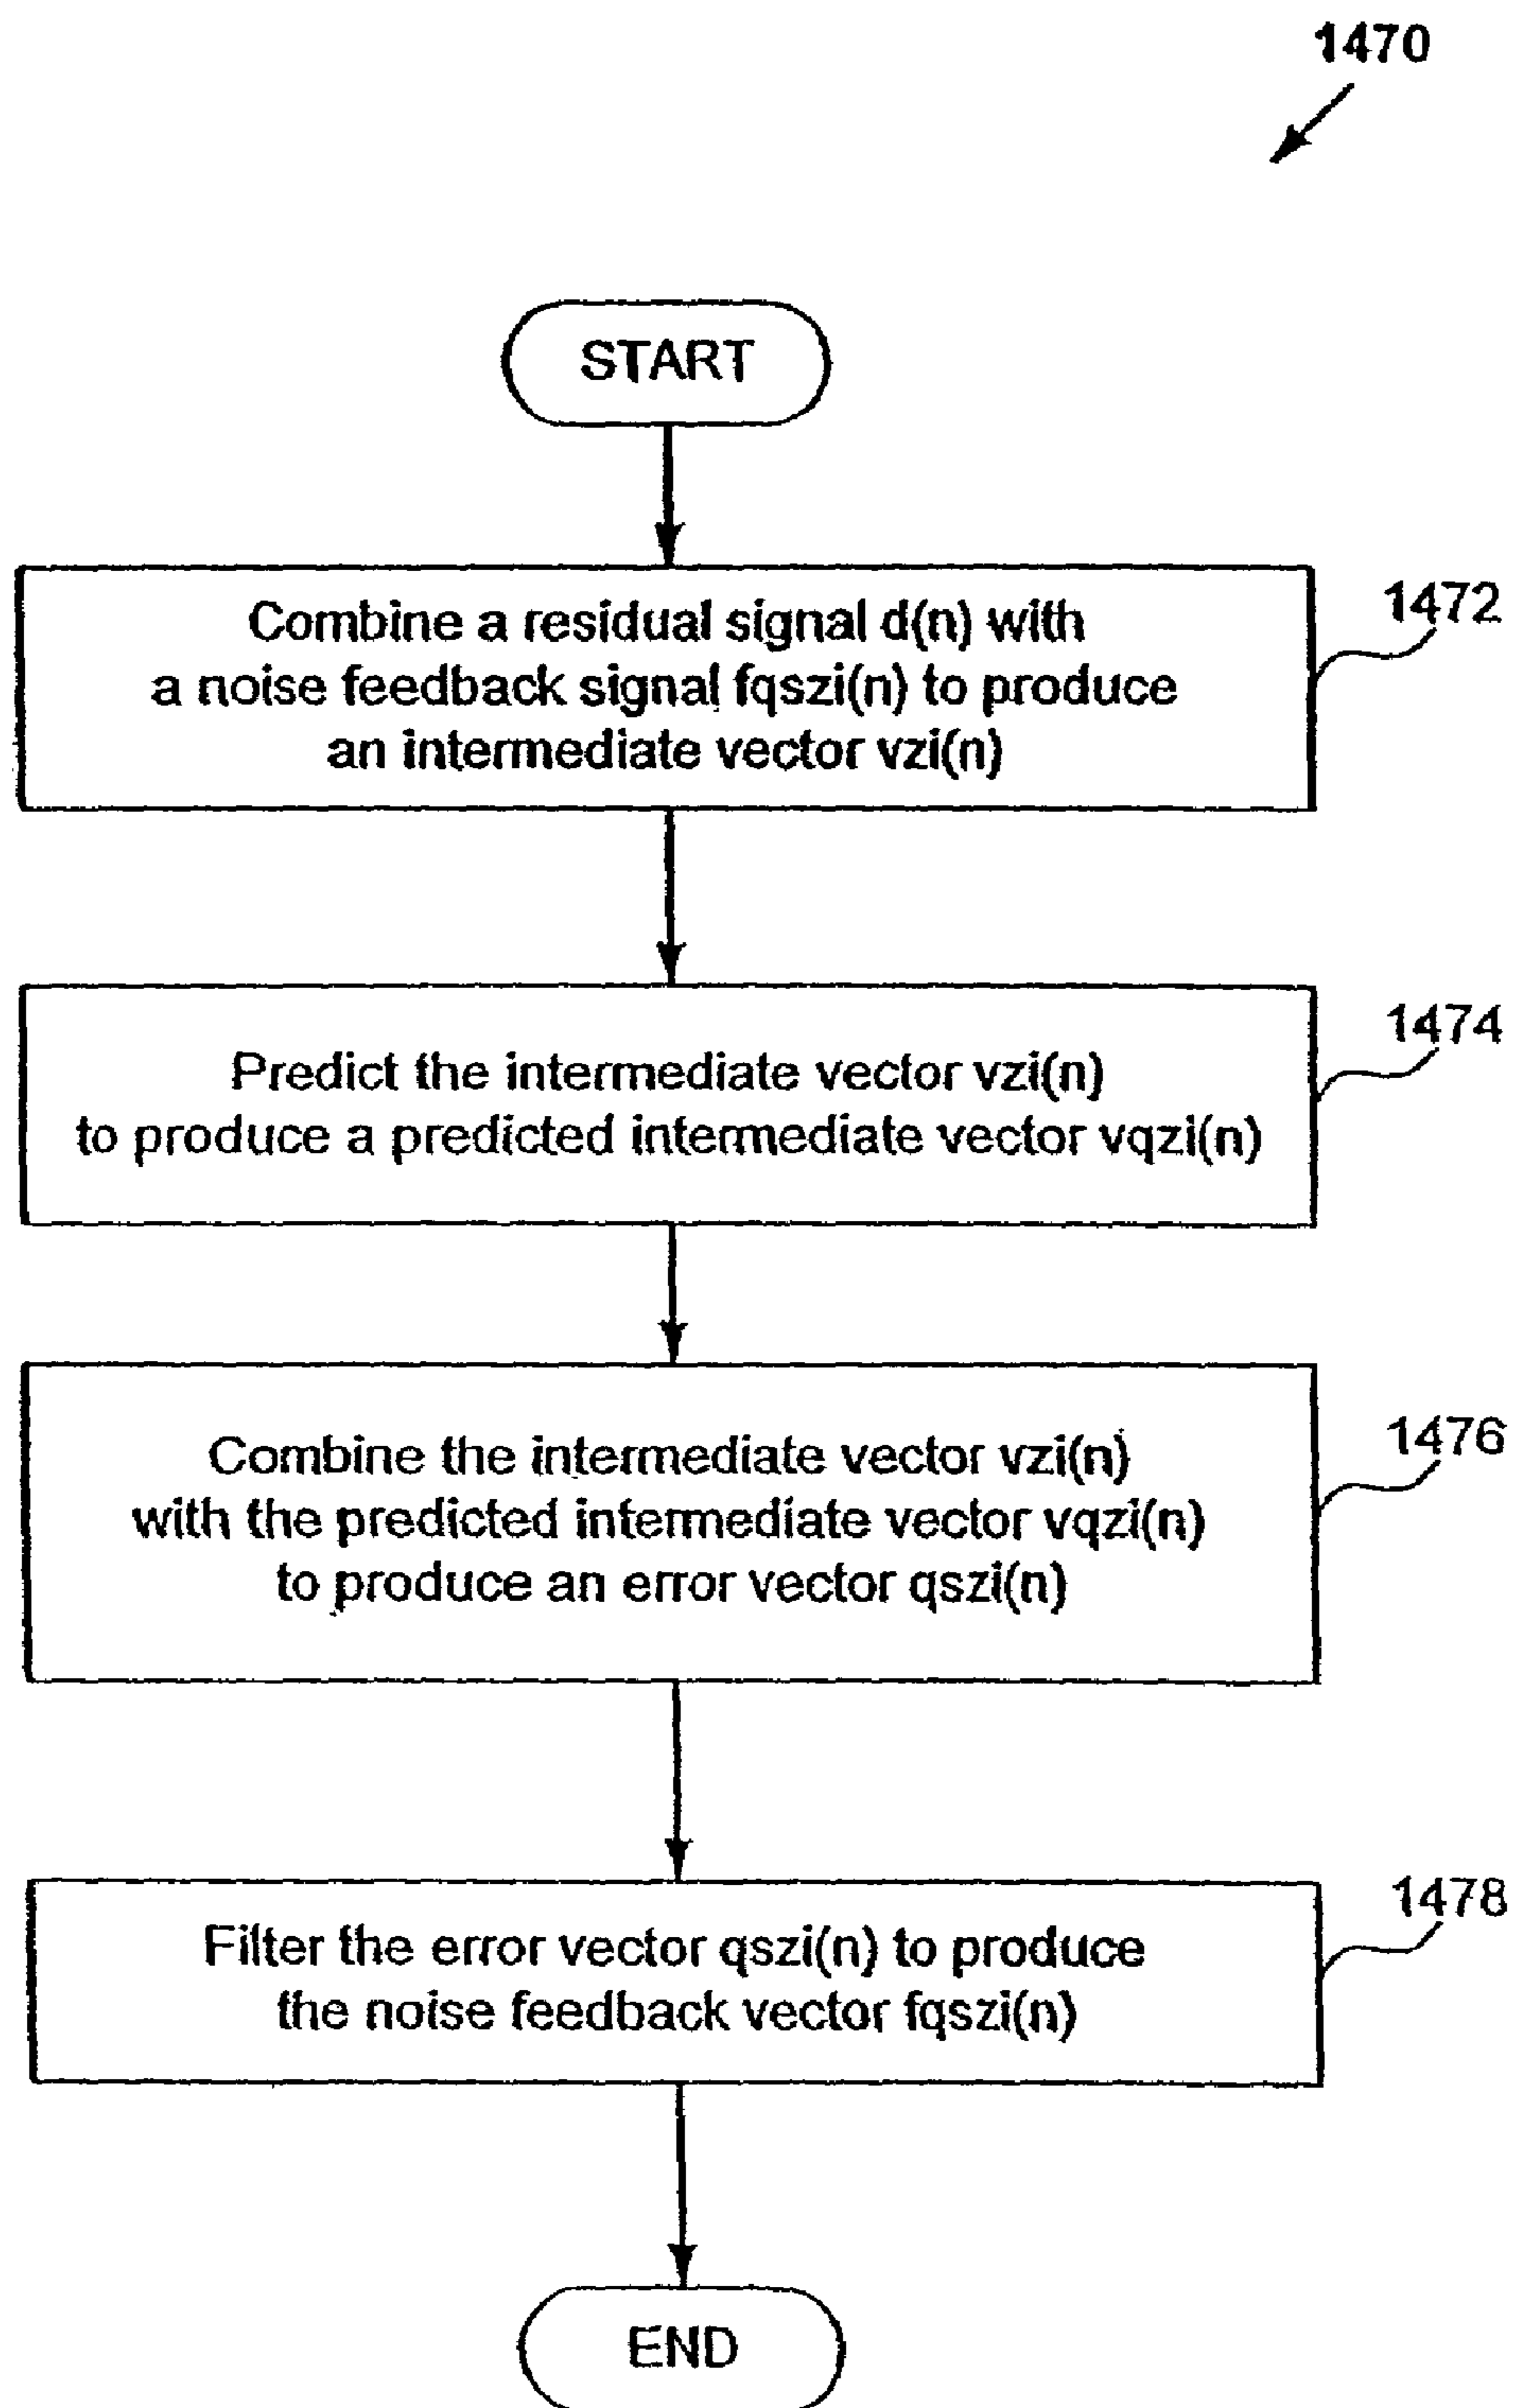 1470
START
Combine a residual signal d(n) with
a noise feedback signal fqszi(n) to produce
an intermediate vector vzi(n)
1472
Predict the intermediate vector vzi(n)
to produce a predicted intermediate vector vqzi(n)
1474
Combine the intermediate vector vzi(n)
with the predicted intermediate vector vqzi(n)
to produce an error vector qszi(n)
1476
Filter the error vector qszi(n) to produce
the noise feedback vector fqszi(n)
1478
END